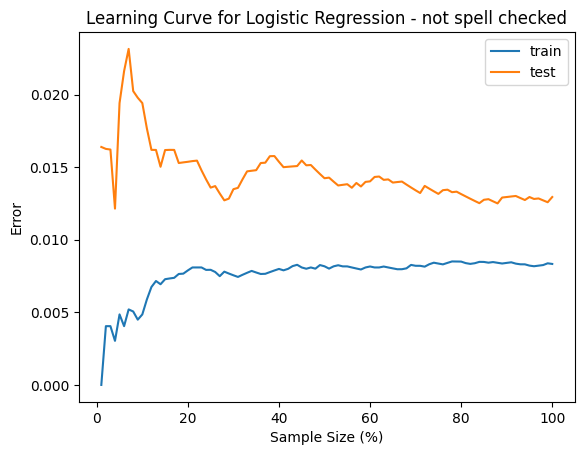 Learning Curve for Logistic Regression - not spell checked
train
test
0.020
0.015
0.010
0.005
0.000
Error
0
20
40
60
80
100
Sample Size (%)